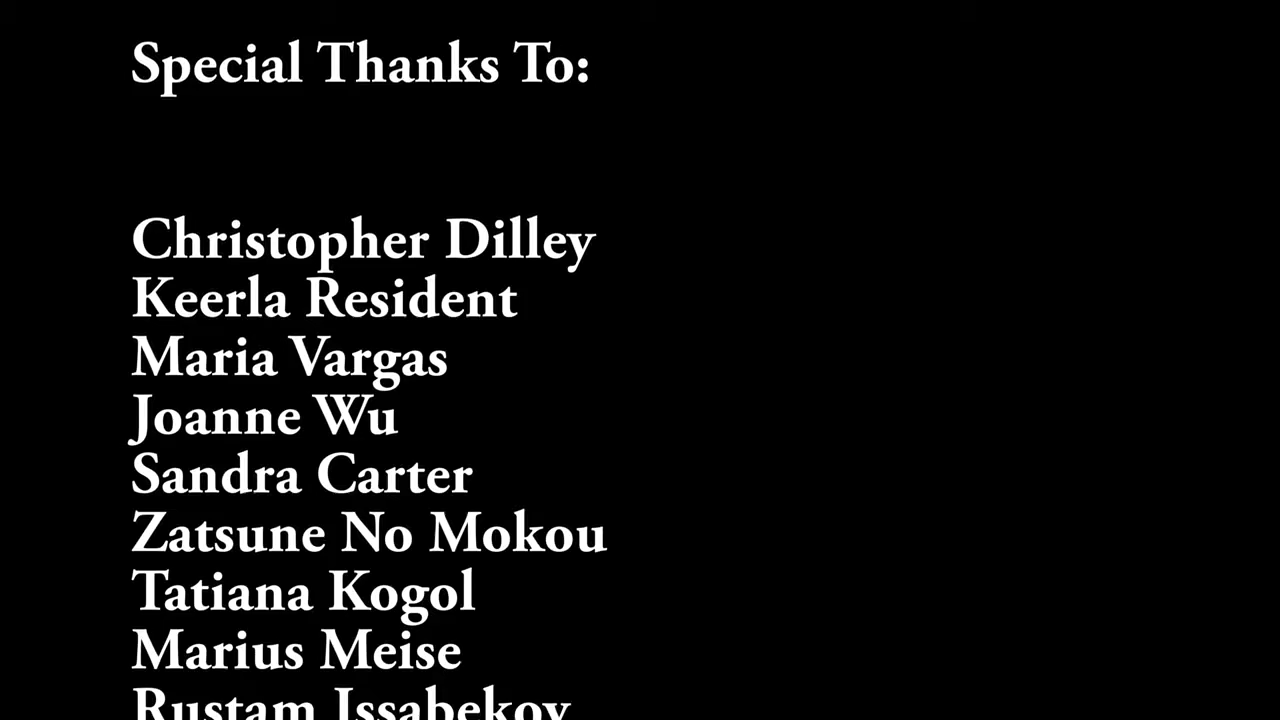 Special Thanks To:
Christopher Dilley
Keerla Resident
Maria Vargas
Joanne Wu
Sandra Carter
Zatsune No Mokou
Tatiana Kogol
Marius Meise
Rustam Issabekov